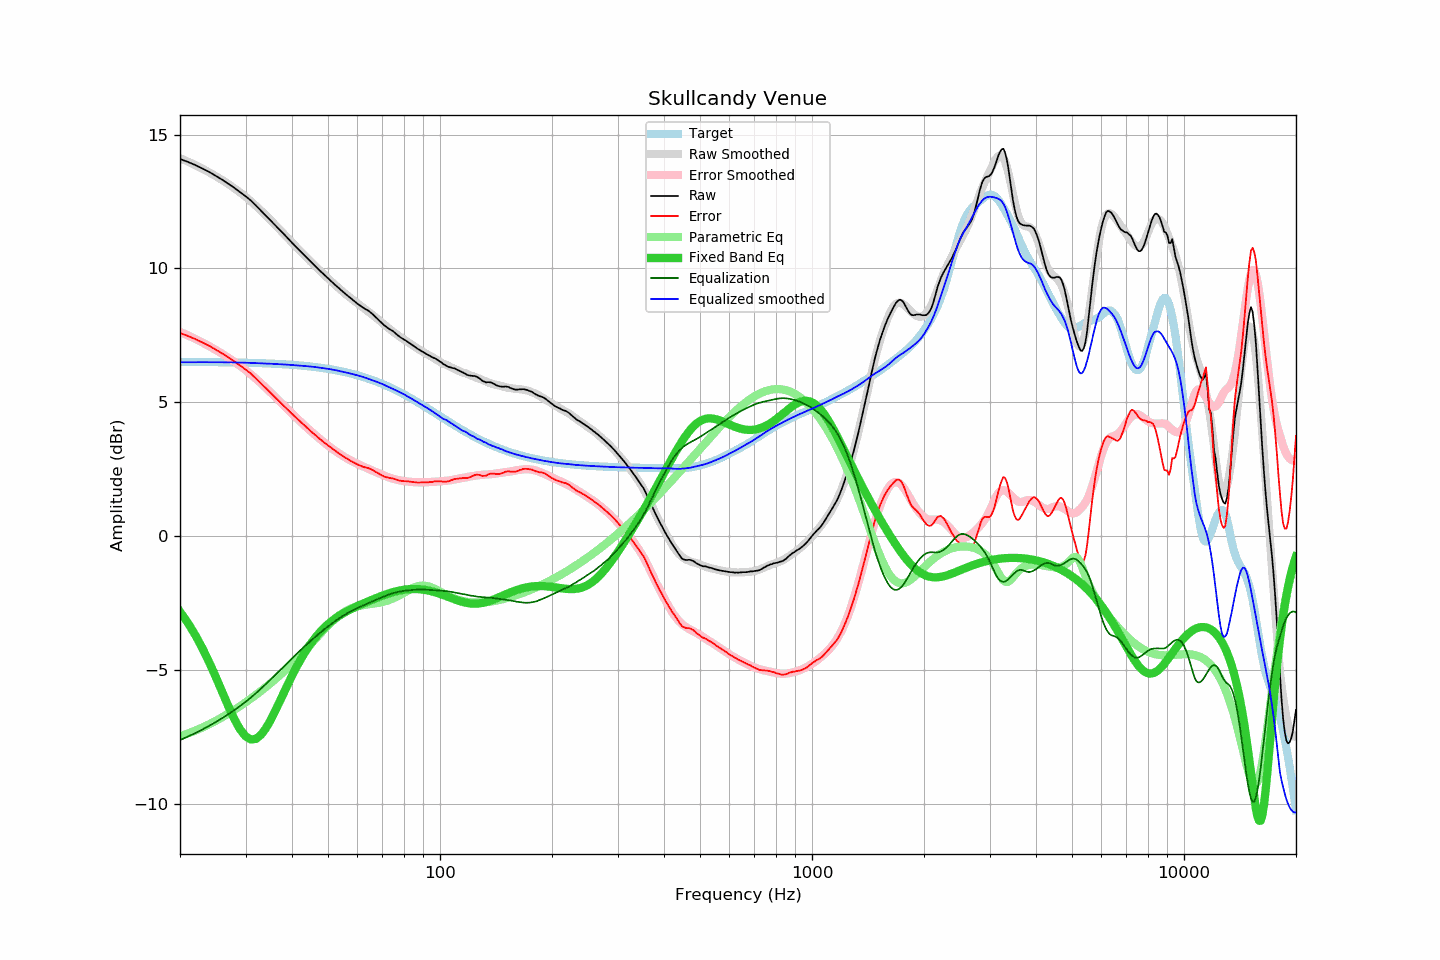 Skullcandy Venue
Target
Raw Smoothed
Error Smoothed
Raw
Error
Parametric Eq
Fixed Band Eq
Equalization
Equalized smoothed
15
10
5
0
−5
−10
Amplitude (dBr)
100
1000
10000
Frequency (Hz)